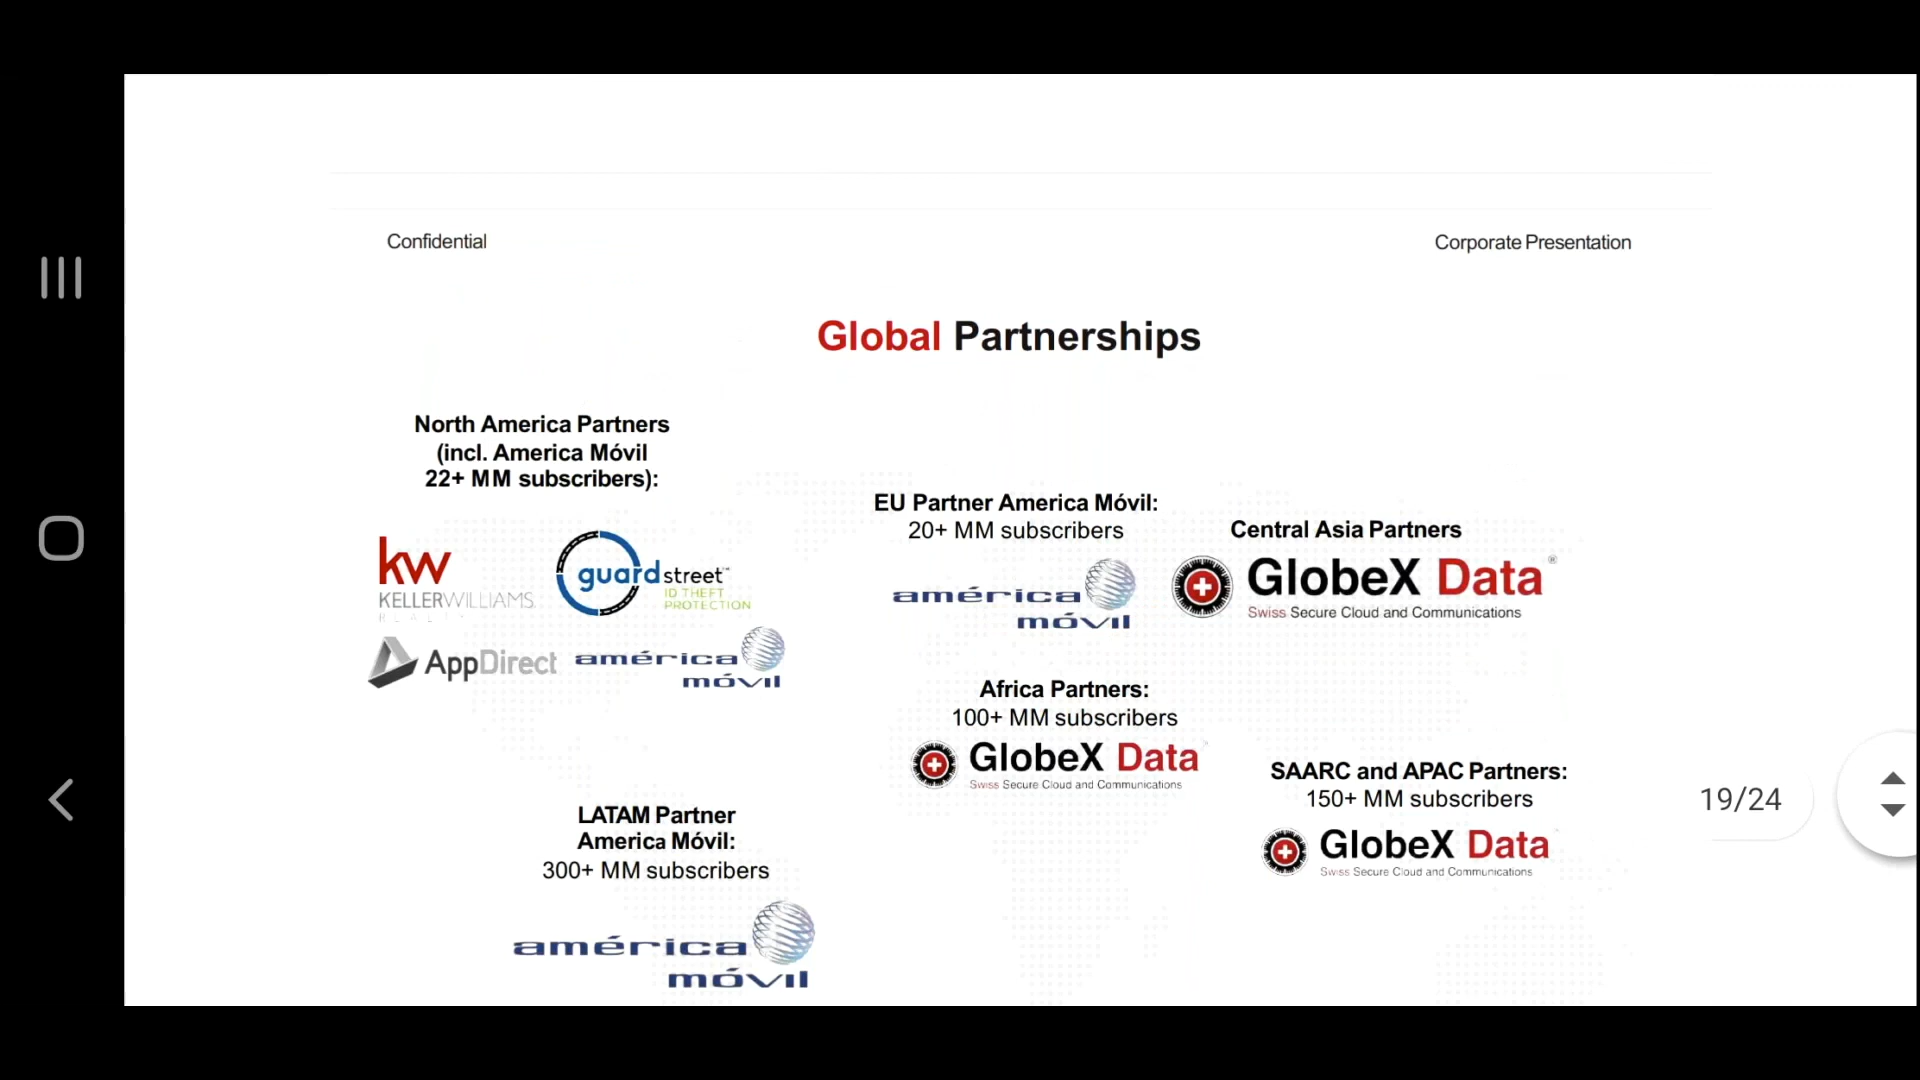 Confidential
Corporate Presentation
Global Partnerships
North America Partners
(incl. America Móvil
22+ MM subscribers):
kw
KELLERWILLIAMS.
REALTY
guardstreet™
ID THEFT
PROTECTION
AppDirect
américa
móvil
EU Partner America Móvil:
20+ MM subscribers
américa
móvil
Central Asia Partners
GlobeX Data®
Swiss Secure Cloud and Communications
Africa Partners:
100+ MM subscribers
GlobeX Data
Swiss Secure Cloud and Communications
SAARC and APAC Partners:
150+ MM subscribers
GlobeX Data
Swiss Secure Cloud and Communications
LATAM Partner
America Móvil:
300+ MM subscribers
américa
móvil
19/24